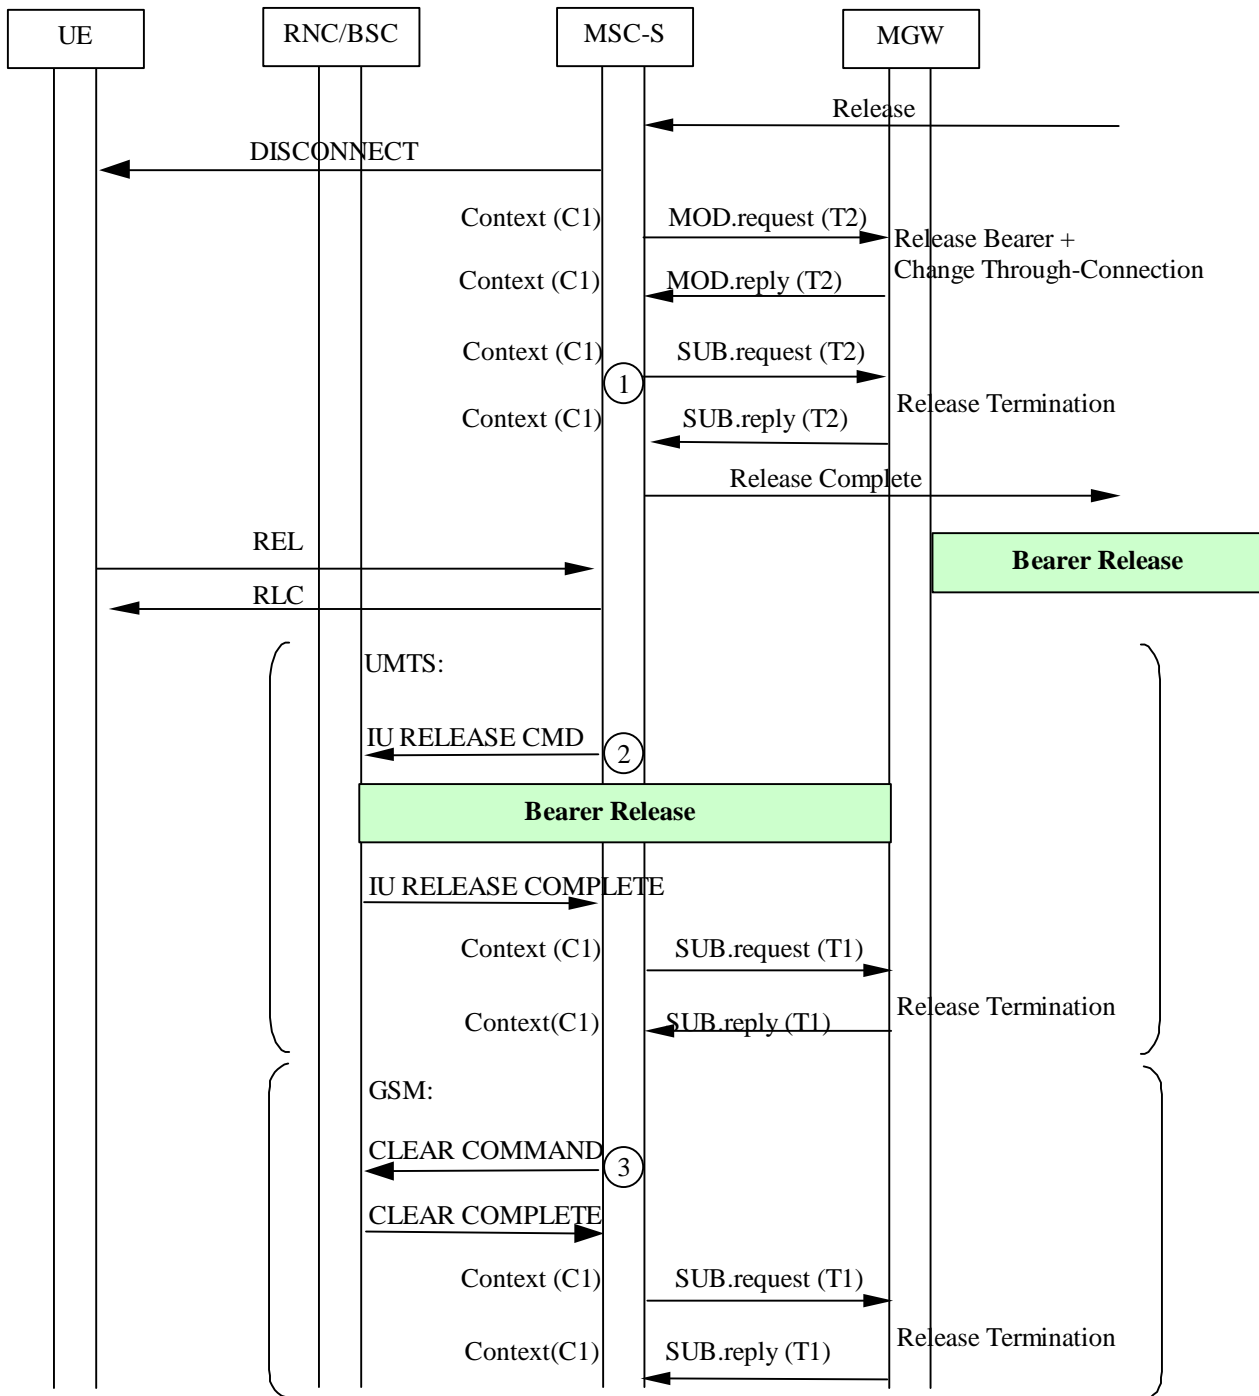 UE
RNC/BSC
MSC-S
MGW
Release
DISCONNECT
Context (C1)
MOD.request (T2)
Release Bearer +
Change Through-Connection
Context (C1)
MOD.reply (T2)
Context (C1)
SUB.request (T2)
1
Release Termination
Context (C1)
SUB.reply (T2)
Release Complete
REL
Bearer Release
RLC
UMTS:
IU RELEASE CMD
2
Bearer Release
IU RELEASE COMPLETE
Context (C1)
SUB.request (T1)
Release Termination
Context(C1)
SUB.reply (T1)
GSM:
CLEAR COMMAND
3
CLEAR COMPLETE
Context (C1)
SUB.request (T1)
Release Termination
Context(C1)
SUB.reply (T1)